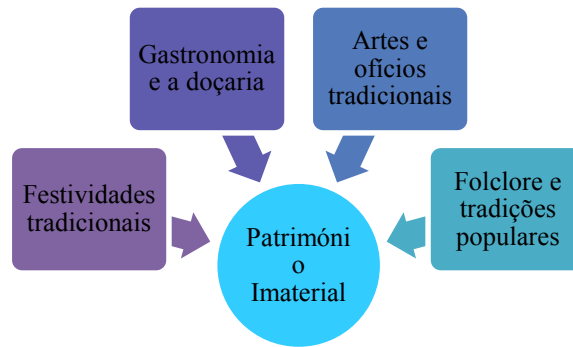 Gastronomia
e a doçaria
Artes e
ofícios
tradicionais
Festividades
tradicionais
Folclore e
tradições
populares
Patrimóni
o
Imaterial